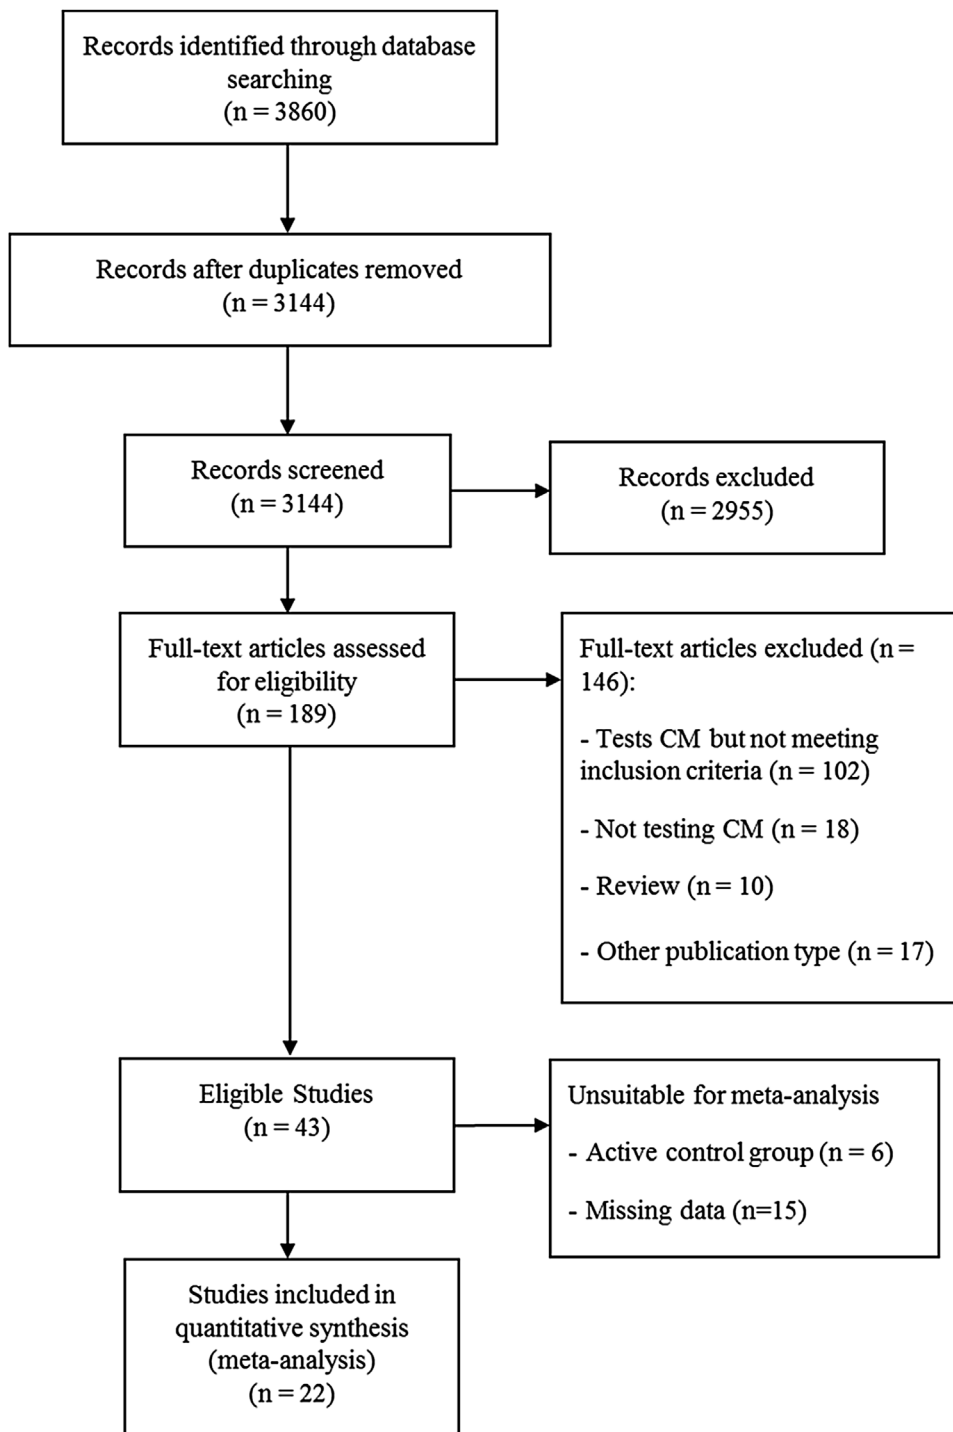 Records identified through database
searching
(n = 3860)
Records after duplicates removed
(n = 3144)
Records screened
(n = 3144)
Records excluded
(n = 2955)
Full-text articles assessed
for eligibility
(n = 189)
Full-text articles excluded (n =
146):
- Tests CM but not meeting
inclusion criteria (n = 102)
- Not testing CM (n = 18)
- Review (n = 10)
- Other publication type (n = 17)
Eligible Studies
(n = 43)
Unsuitable for meta-analysis
- Active control group (n = 6)
- Missing data (n=15)
Studies included in
quantitative synthesis
(meta-analysis)
(n = 22)